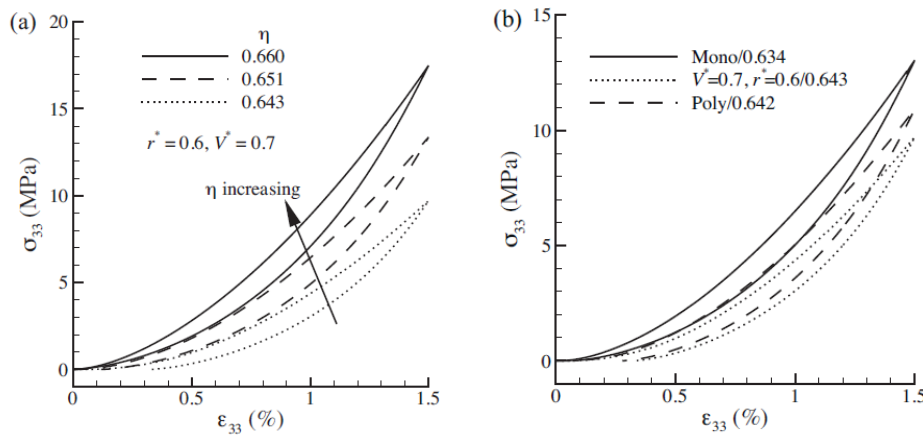 (a)
20
15
10
5
0
σ33 (MPa)
η
0.660
0.651
0.643
r* = 0.6, V* = 0.7
η increasing
0
0.5
1
1.5
ε33 (%)
(b)
15
10
5
0
σ33 (MPa)
Mono/0.634
V*=0.7, r*=0.6/0.643
Poly/0.642
0
0.5
1
1.5
ε33 (%)